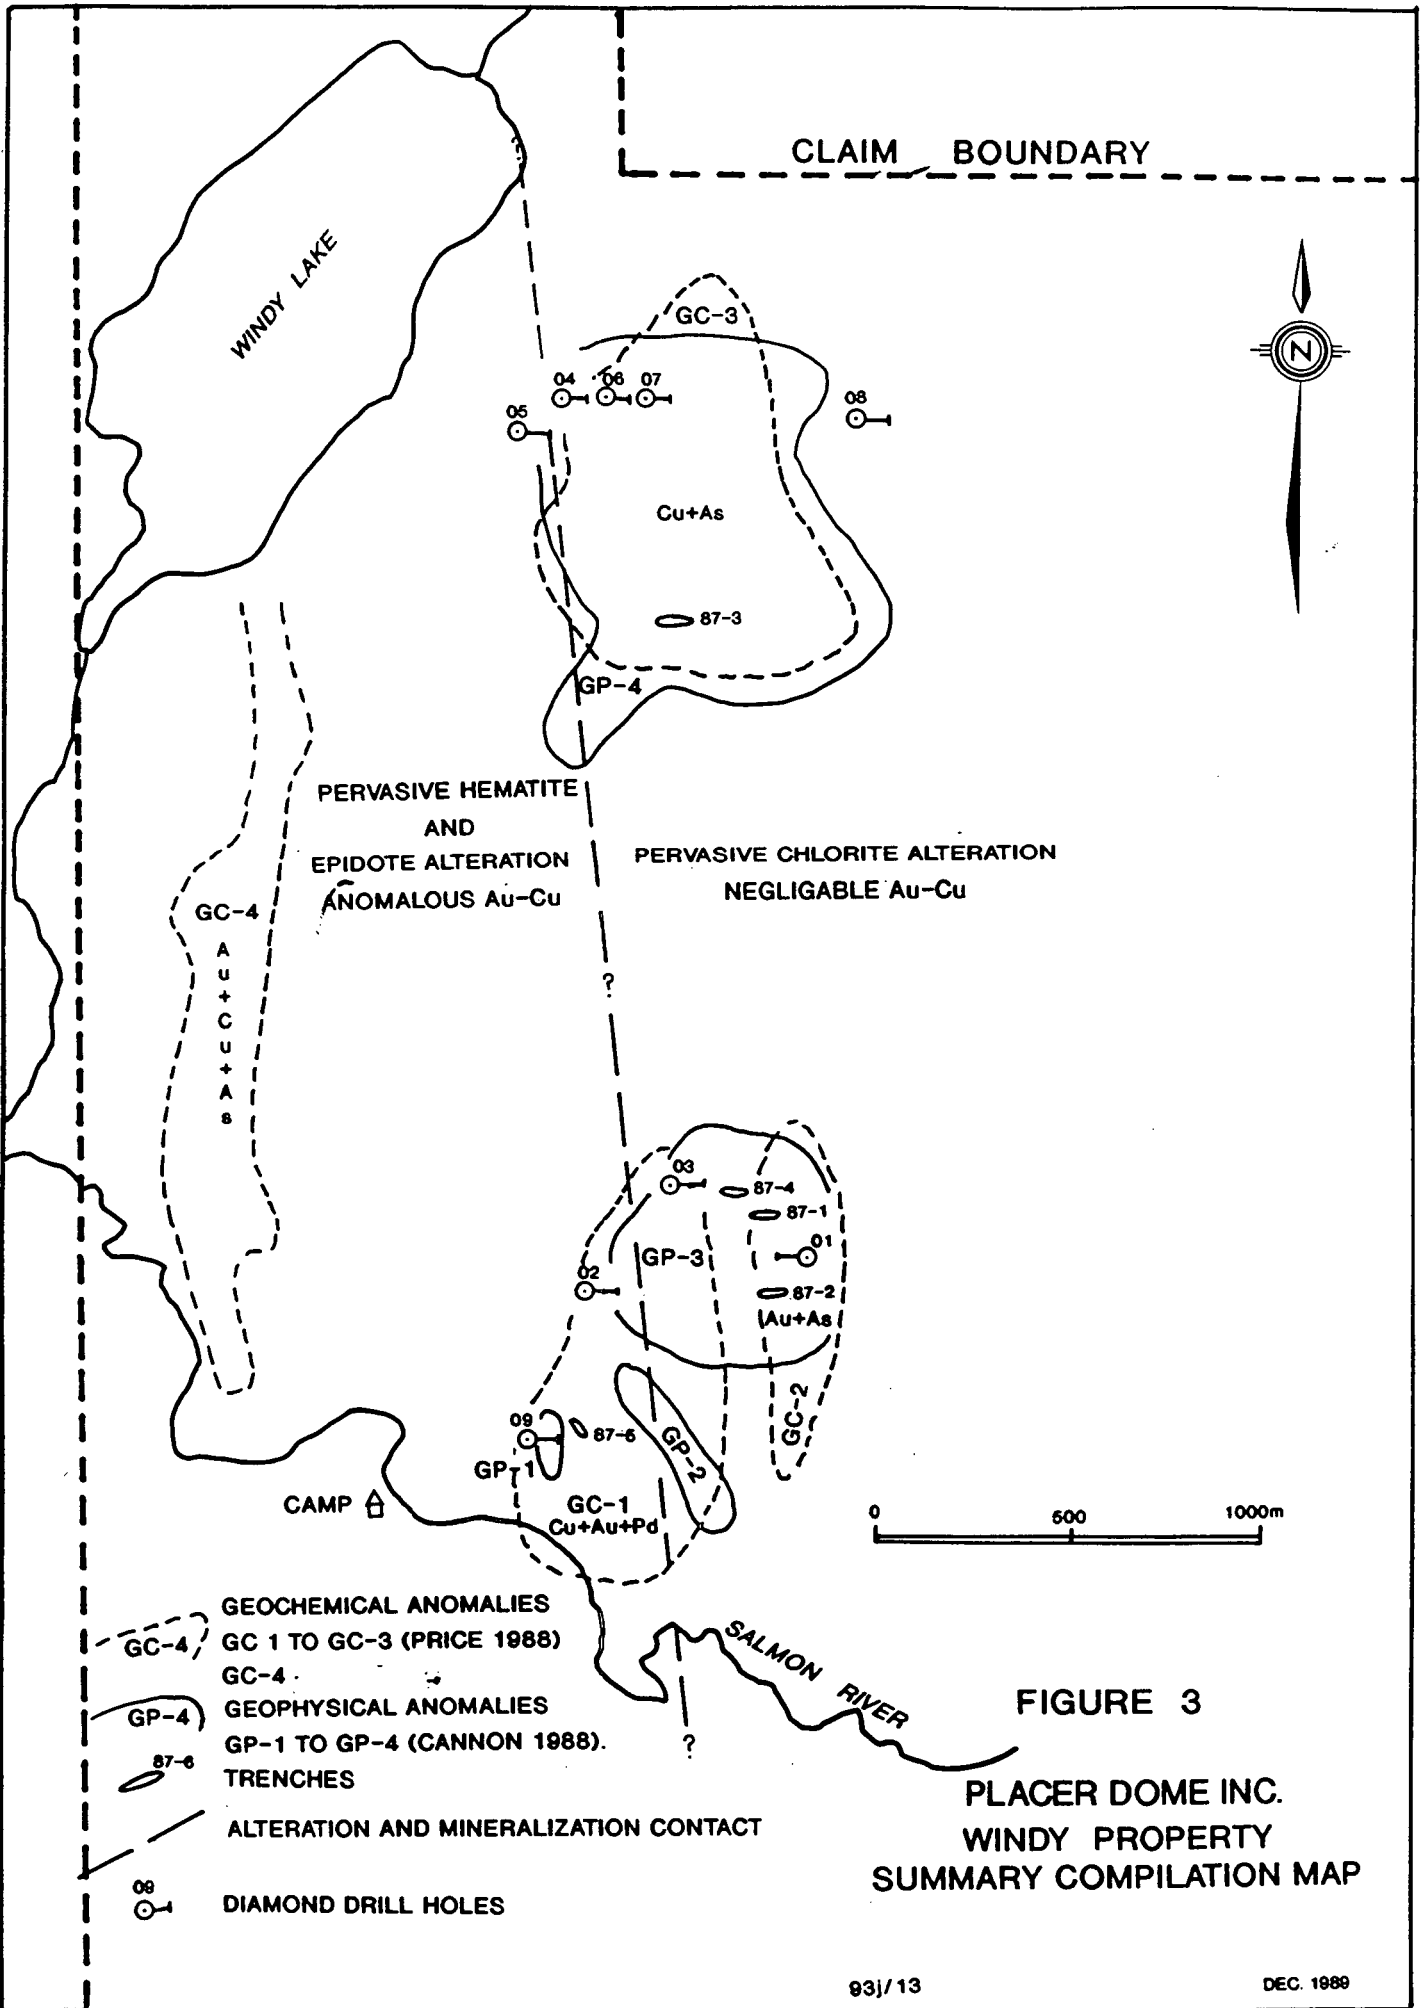 CLAIM BOUNDARY
WINDY LAKE
N
GC-3
04
06
07
08
05
Cu+As
87-3
GP-4
PERVASIVE HEMATITE
AND
EPIDOTE ALTERATION
ANOMALOUS Au-Cu
PERVASIVE CHLORITE ALTERATION
NEGLIGABLE Au-Cu
GC-4
Au+Cu+As
?
03
87-4
87-1
01
GP-3
02
87-2
Au+As
GC-2
09
87-6
GP-1
GP-2
GC-1
Cu+Au+Pd
CAMP
0 500 1000m
SALMON RIVER
?
GEOCHEMICAL ANOMALIES
GC-4 GC 1 TO GC-3 (PRICE 1988)
GC-4
GEOPHYSICAL ANOMALIES
GP-4 GP-1 TO GP-4 (CANNON 1988).
87-6
TRENCHES
ALTERATION AND MINERALIZATION CONTACT
09
DIAMOND DRILL HOLES
FIGURE 3
PLACER DOME INC.
WINDY PROPERTY
SUMMARY COMPILATION MAP
93j/13
DEC. 1989